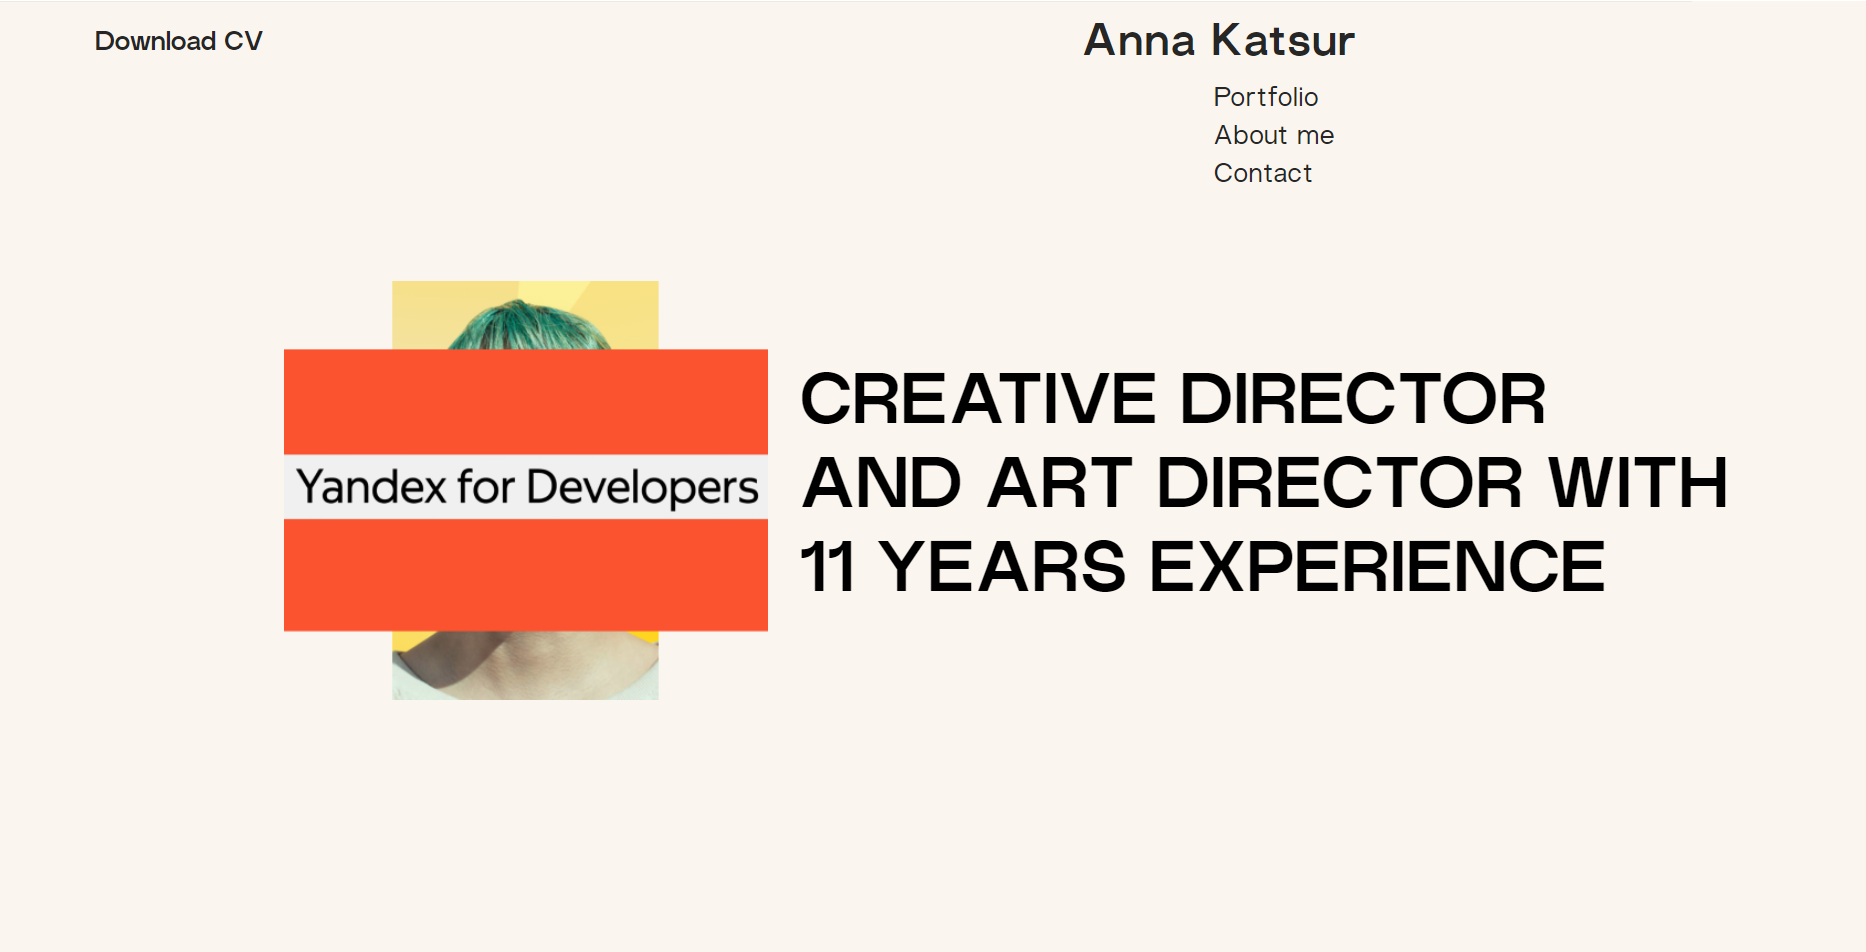 Download CV
Anna Katsur
Portfolio
About me
Contact
Yandex for Developers
CREATIVE DIRECTOR
AND ART DIRECTOR WITH
11 YEARS EXPERIENCE